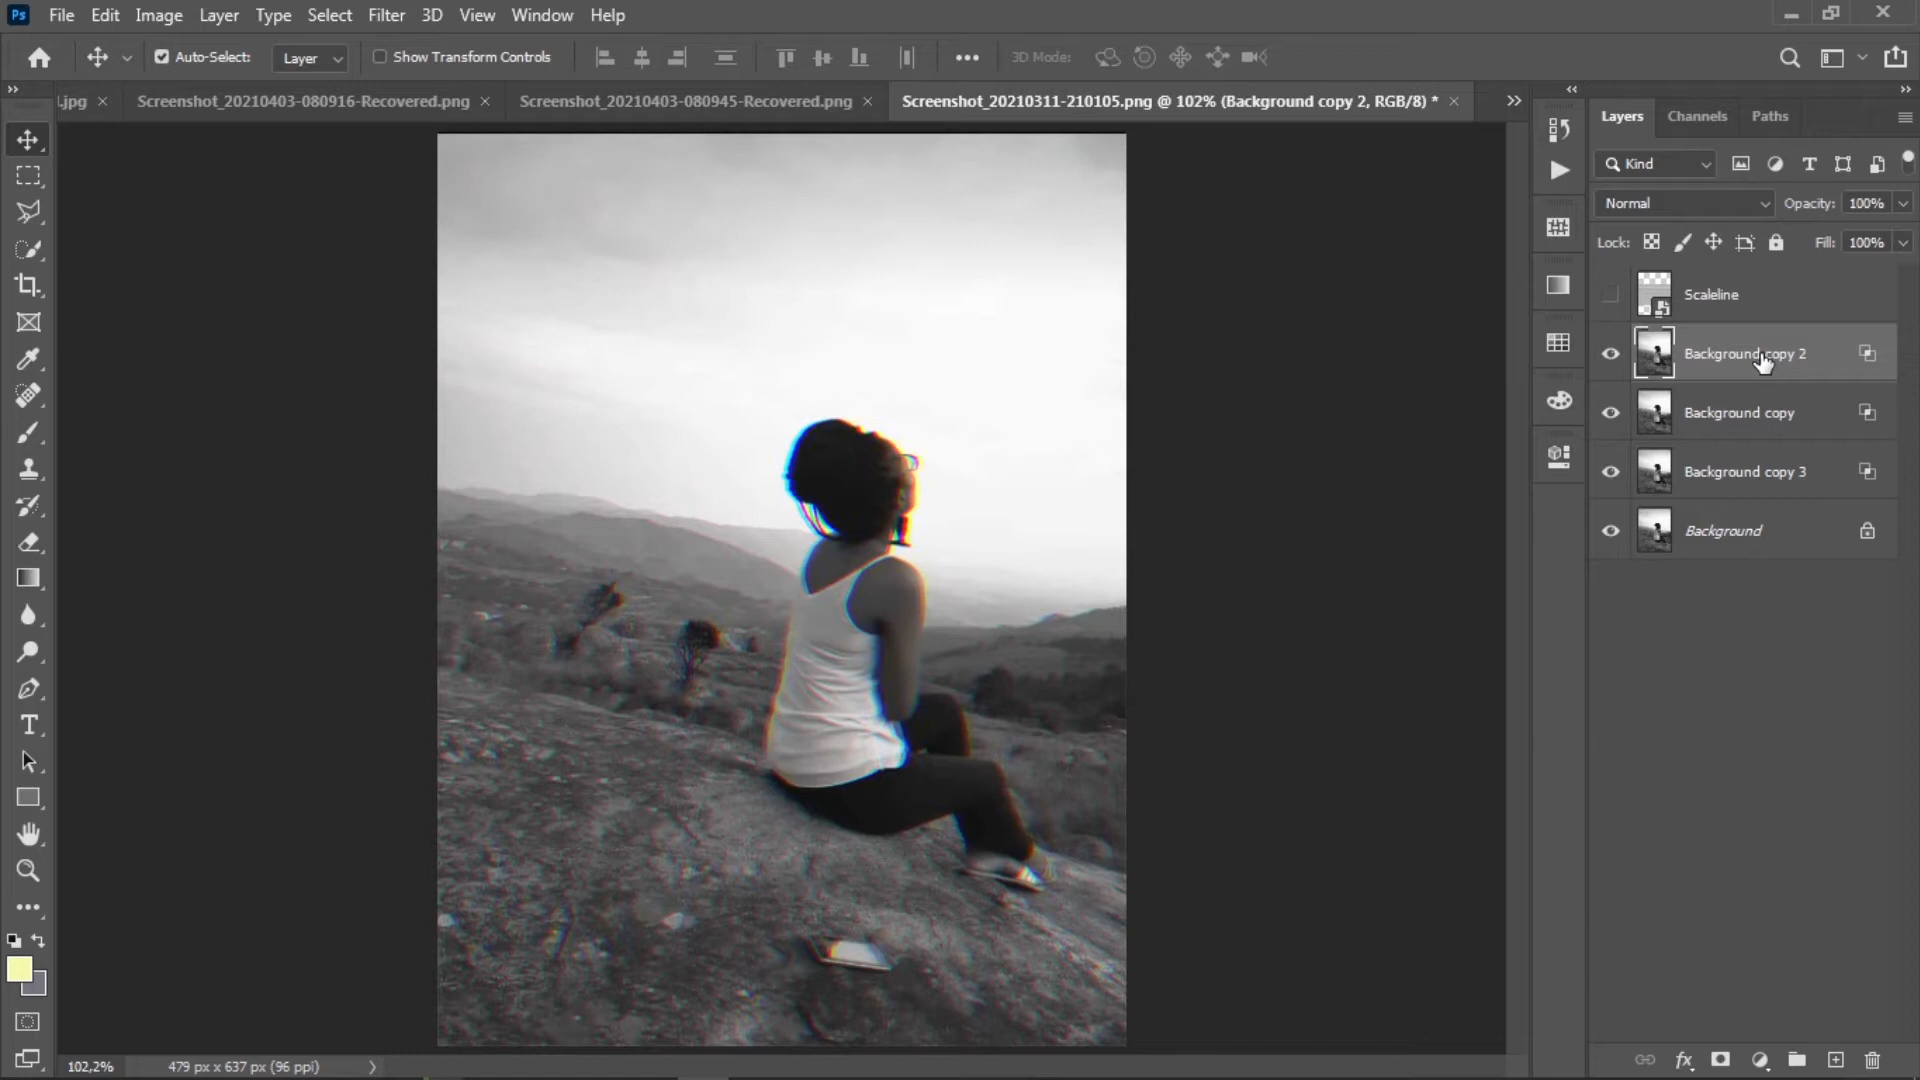 Ps File Edit Image Layer Type Select Filter 3D View Window Help
Auto-Select: Layer Show Transform Controls 3D Mode:
l.jpg Screenshot_20210403-080916-Recovered.png Screenshot_20210403-080945-Recovered.png Screenshot_20210311-210105.png @ 102% (Background copy 2, RGB/8) *
Layers Channels Paths
Kind
Normal Opacity: 100%
Lock: Fill: 100%
Scaleline
Background copy 2
Background copy
Background copy 3
Background
102,2% 479 px x 637 px (96 ppi)
fx